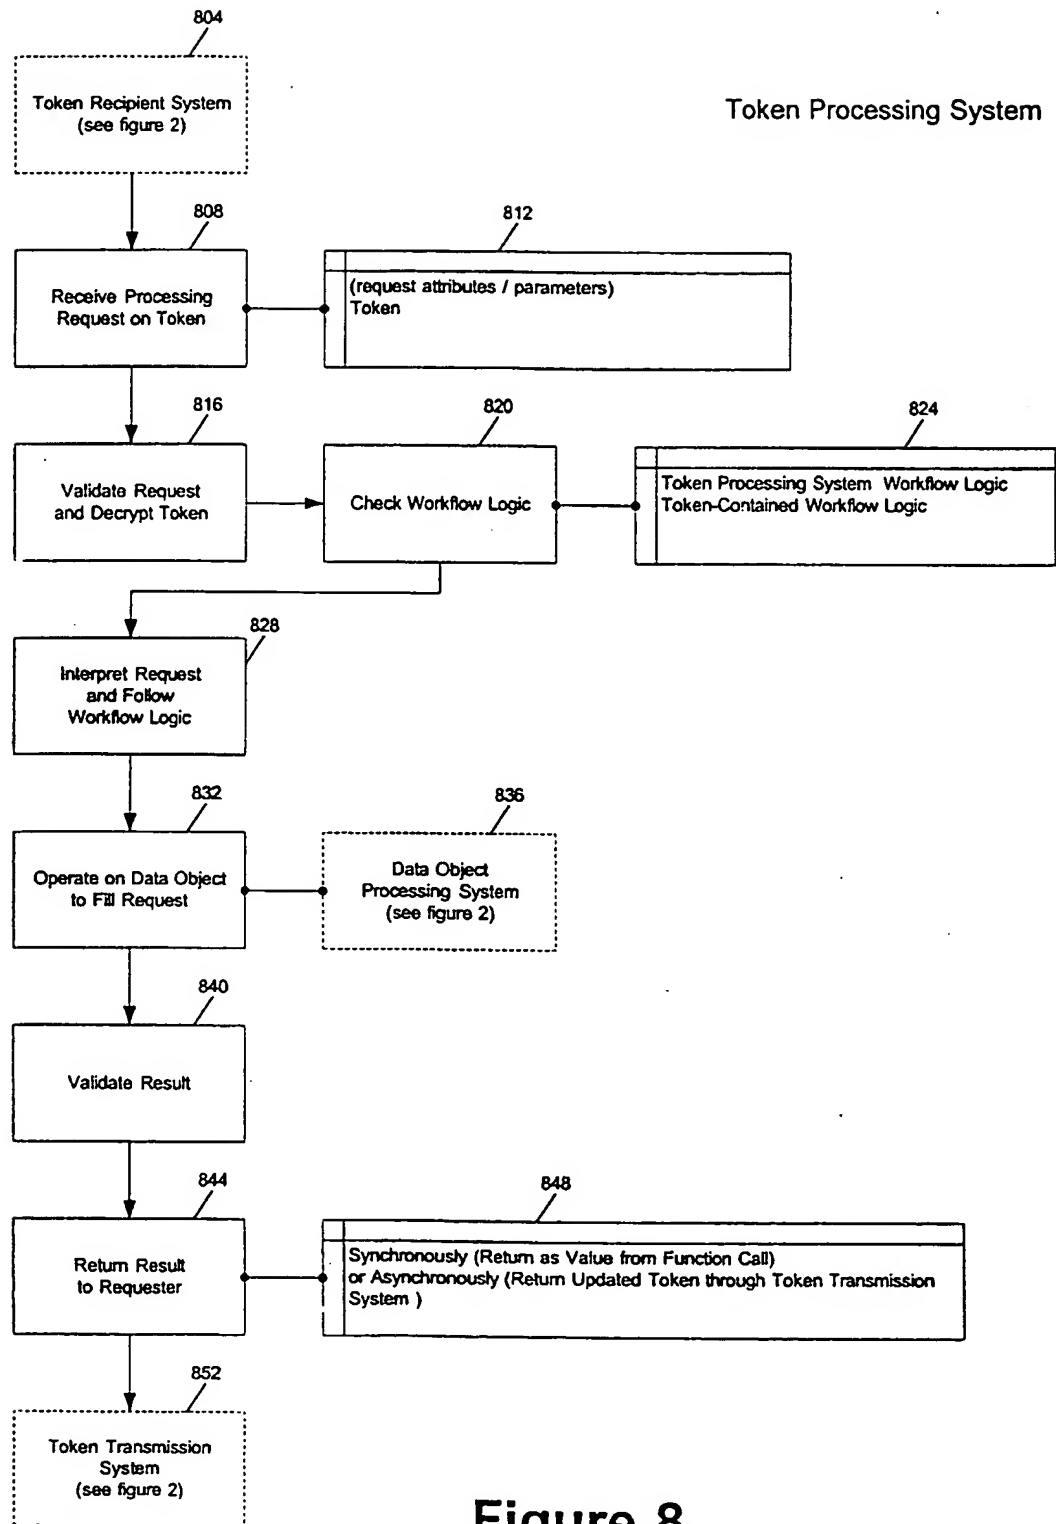 804
Token Recipient System
(see figure 2)
Token Processing System
808
812
Receive Processing
Request on Token
(request attributes / parameters)
Token
816
820
824
Validate Request
and Decrypt Token
Check Workflow Logic
Token Processing System Workflow Logic
Token-Contained Workflow Logic
828
Interpret Request
and Follow
Workflow Logic
832
836
Operate on Data Object
to Fill Request
Data Object
Processing System
(see figure 2)
840
Validate Result
844
848
Return Result
to Requester
Synchronously (Return as Value from Function Call)
or Asynchronously (Return Updated Token through Token Transmission
System )
852
Token Transmission
System
(see figure 2)
Figure 8